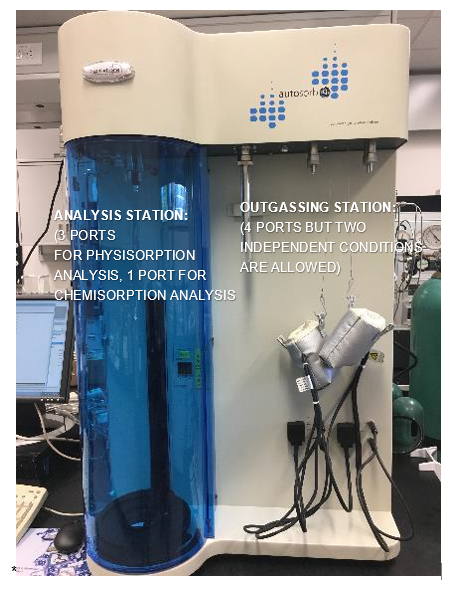 autosorb iQ
ANALYSIS STATION:
(3 PORTS
FOR PHYSISORPTION
ANALYSIS, 1 PORT FOR
CHEMISORPTION ANALYSIS
OUTGASSING STATION:
(4 PORTS BUT TWO
INDEPENDENT CONDITIONS
ARE ALLOWED)
*